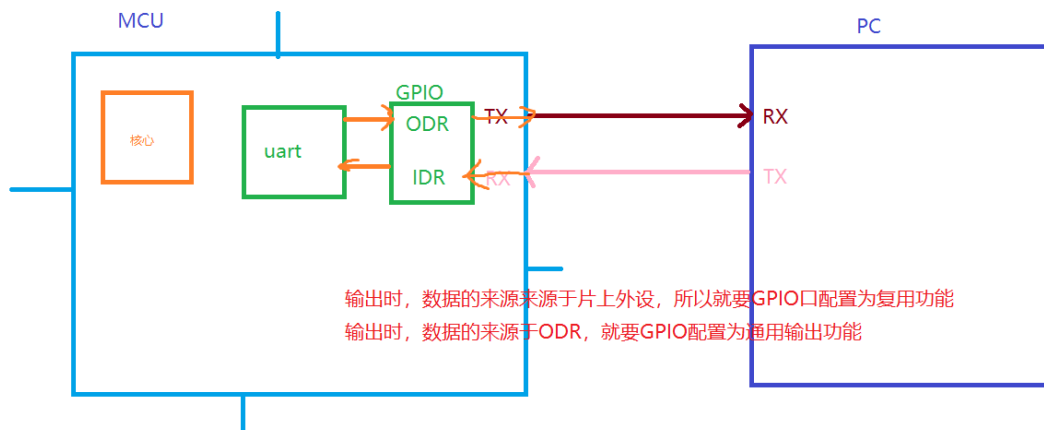 MCU
PC
核心
uart
GPIO
ODR
IDR
TX
RX
RX
TX
输出时，数据的来源来源于片上外设，所以就要GPIO口配置为复用功能
输出时，数据的来源于ODR，就要GPIO配置为通用输出功能